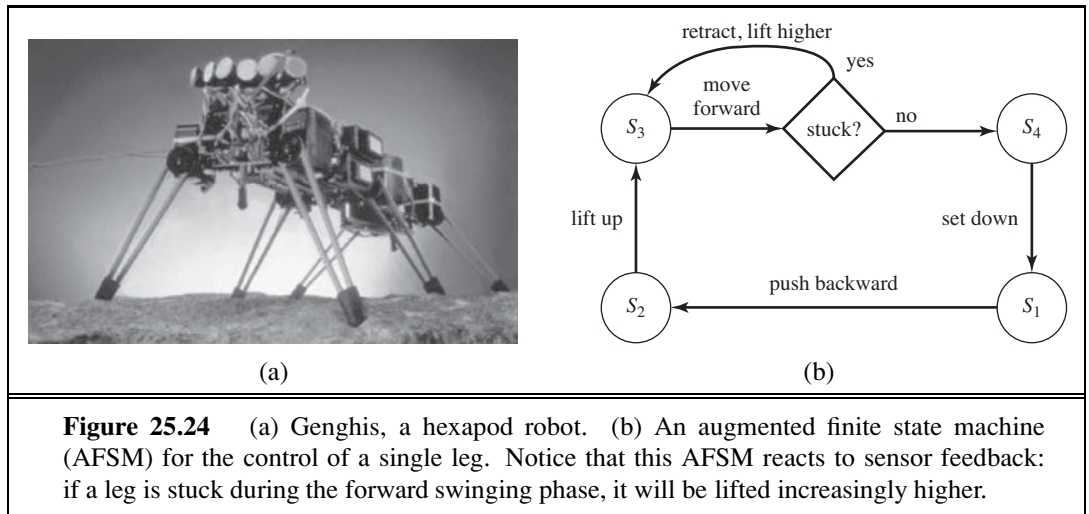 retract, lift higher
yes
move
forward
S3
stuck?
no
S4
lift up
set down
push backward
S2
S1
(a)
(b)
Figure 25.24 (a) Genghis, a hexapod robot. (b) An augmented finite state machine
(AFSM) for the control of a single leg. Notice that this AFSM reacts to sensor feedback:
if a leg is stuck during the forward swinging phase, it will be lifted increasingly higher.